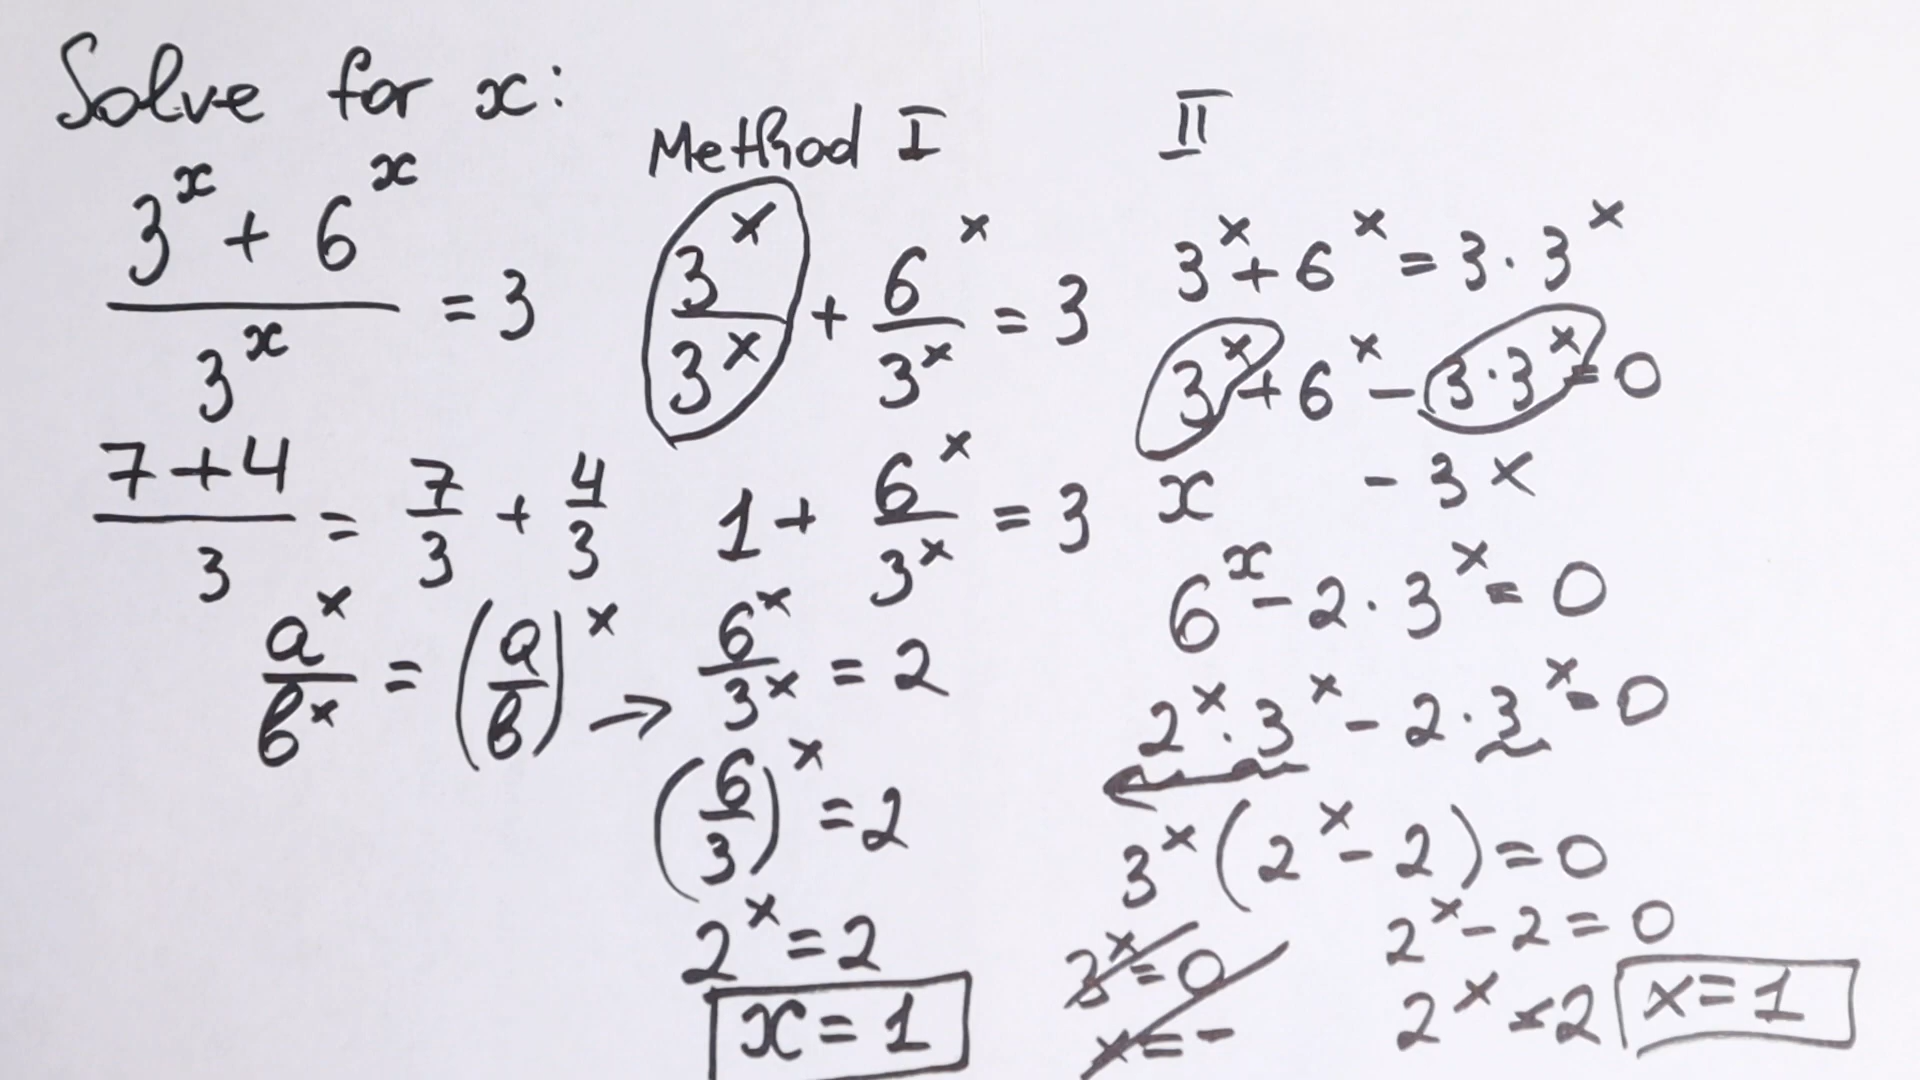 Solve for x:
(3^x + 6^x)/3^x = 3
(7+4)/3 = 7/3 + 4/3
a^x/b^x = (a/b)^x →
Method I
3^x/3^x + 6^x/3^x = 3
1 + 6^x/3^x = 3
6^x/3^x = 2
(6/3)^x = 2
2^x = 2
x = 1
II
3^x + 6^x = 3·3^x
3^x + 6^x - 3·3^x = 0
x - 3x
6^x - 2·3^x = 0
2^x·3^x - 2·3^x = 0
3^x(2^x - 2) = 0
3^x = 0
x = -
2^x - 2 = 0
2^x = 2
x = 1